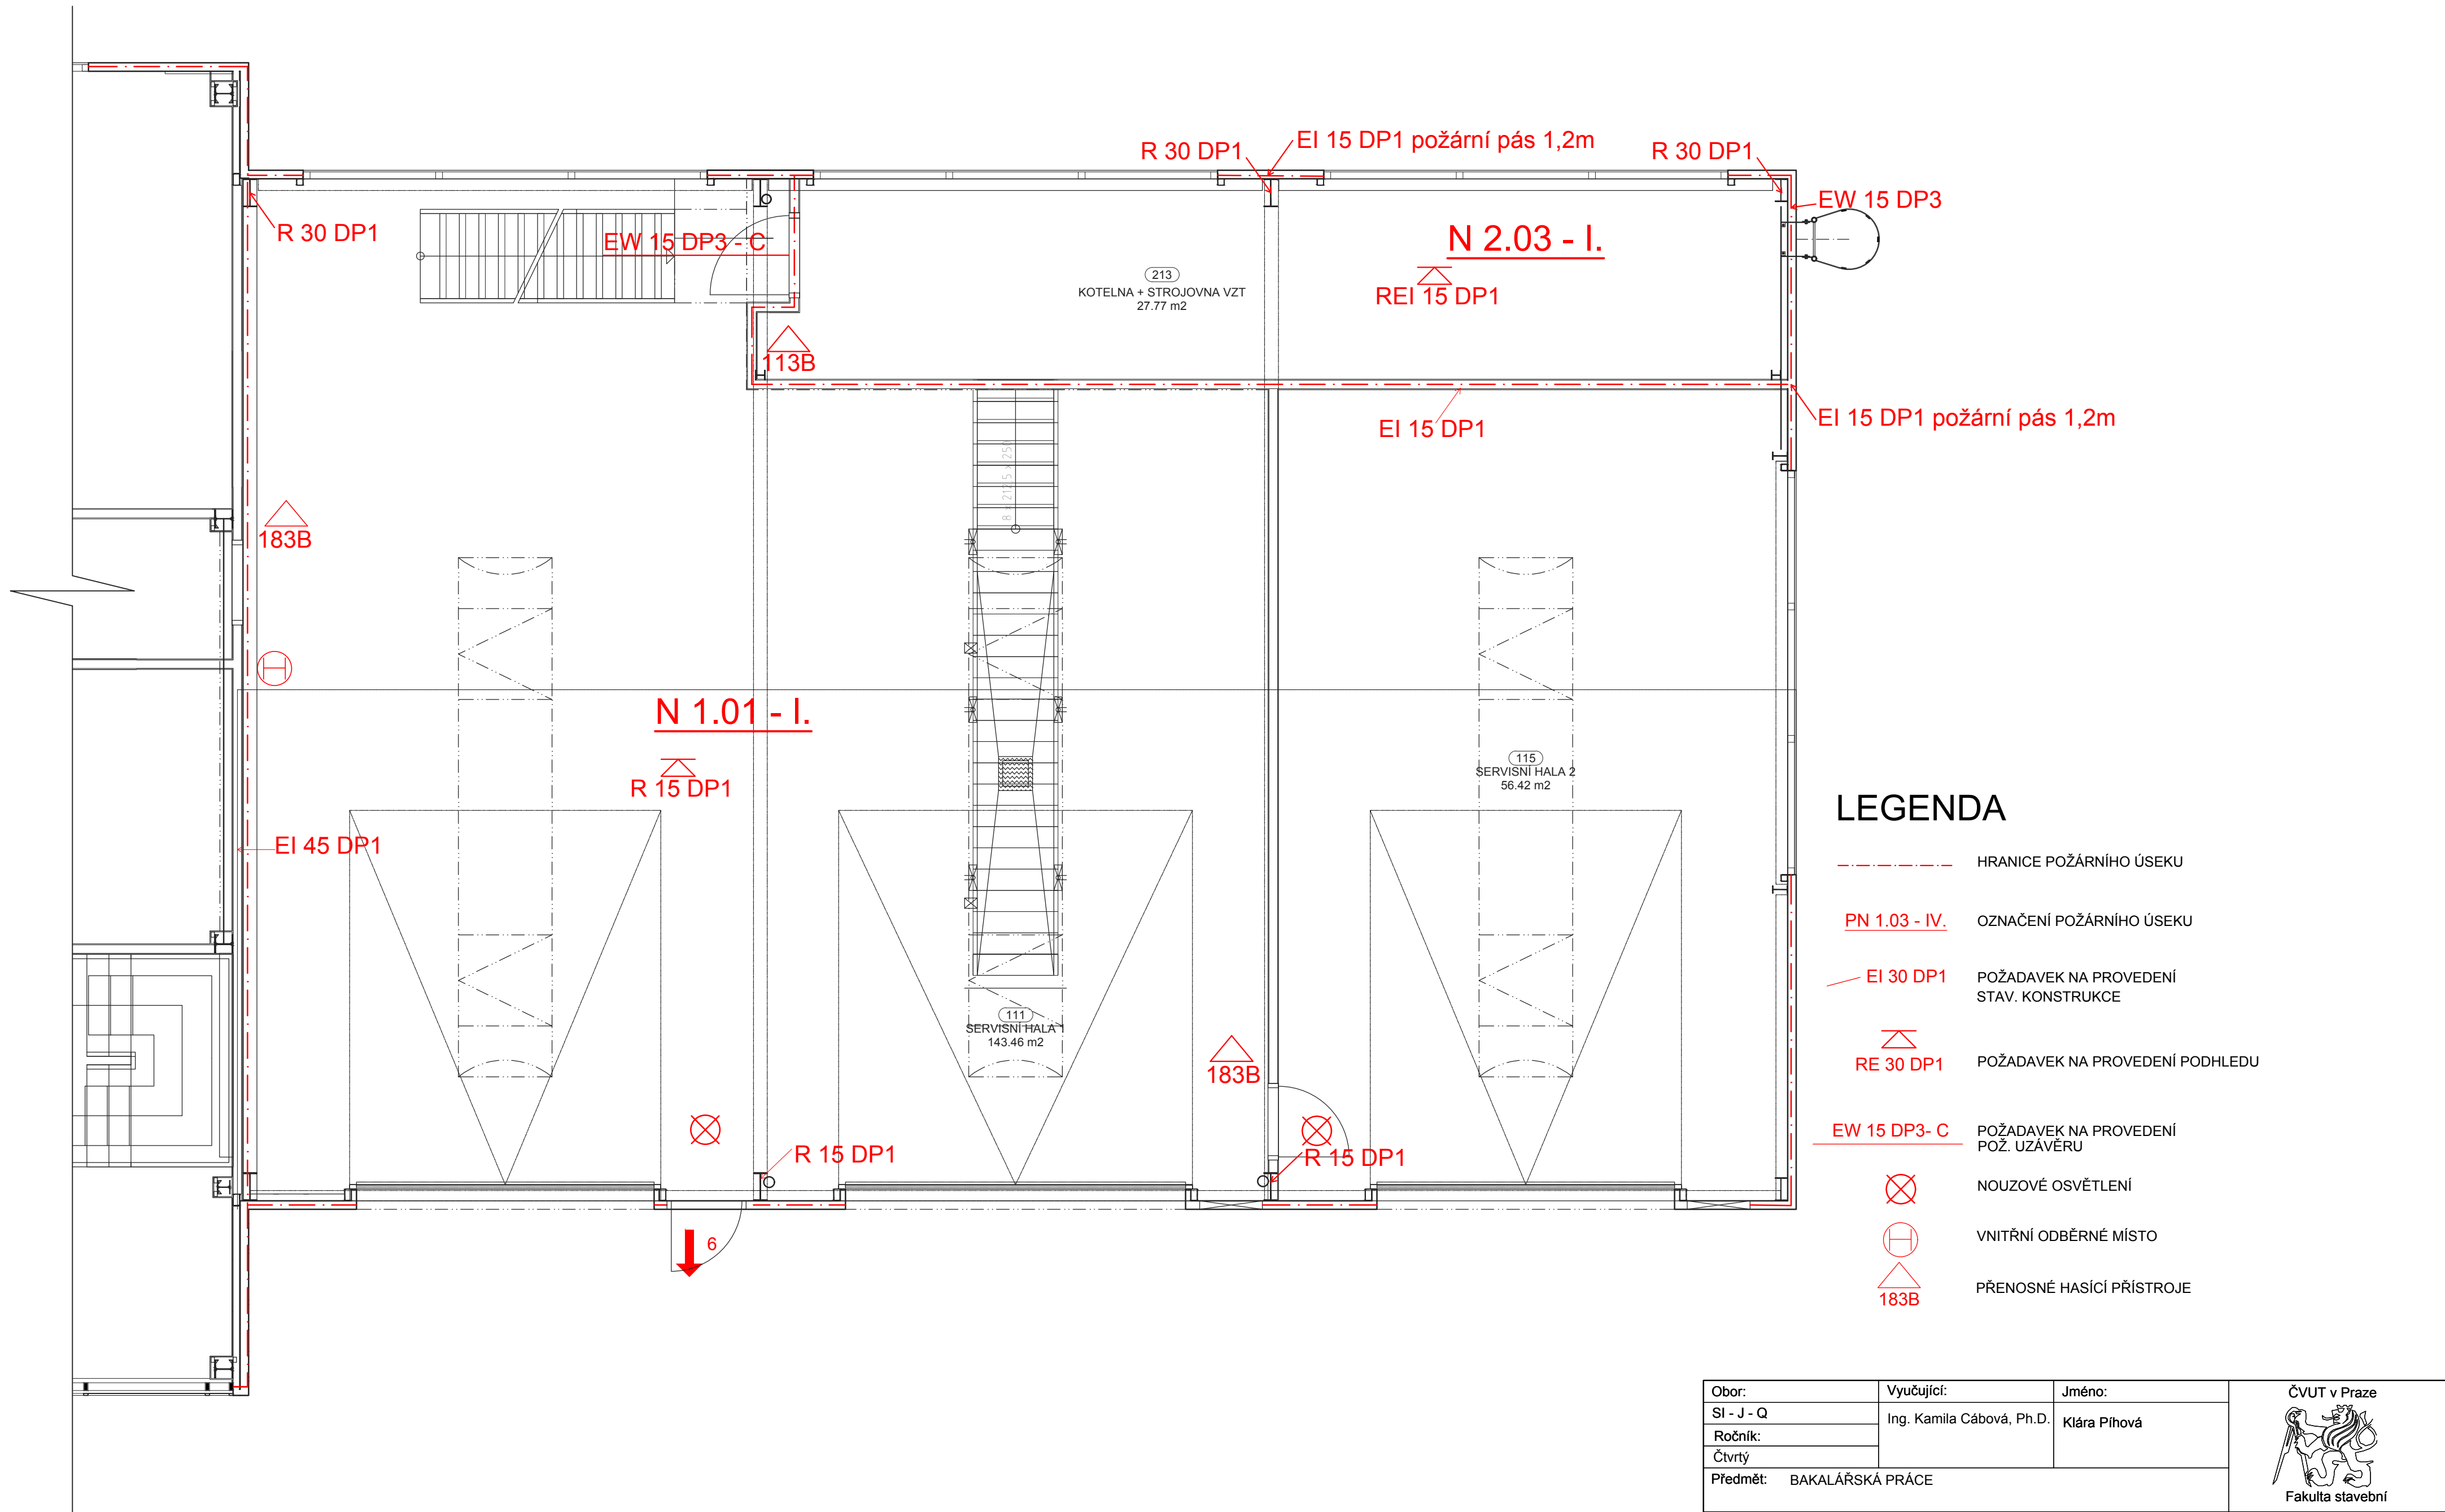 R 30 DP1
EI 15 DP1 požární pás 1,2m
R 30 DP1
EW 15 DP3
R 30 DP1
EW 15 DP3 - C
N 2.03 - I.
213
KOTELNA + STROJOVNA VZT
27.77 m2
REI 15 DP1
113B
EI 15 DP1
EI 15 DP1 požární pás 1,2m
8 x 212,5 x 250
183B
N 1.01 - I.
R 15 DP1
115
SERVISNÍ HALA 2
56.42 m2
EI 45 DP1
111
SERVISNÍ HALA 1
143.46 m2
183B
R 15 DP1
R 15 DP1
6
LEGENDA
HRANICE POŽÁRNÍHO ÚSEKU
PN 1.03 - IV.
OZNAČENÍ POŽÁRNÍHO ÚSEKU
EI 30 DP1
POŽADAVEK NA PROVEDENÍ
STAV. KONSTRUKCE
RE 30 DP1
POŽADAVEK NA PROVEDENÍ PODHLEDU
EW 15 DP3- C
POŽADAVEK NA PROVEDENÍ
POŽ. UZÁVĚRU
NOUZOVÉ OSVĚTLENÍ
VNITŘNÍ ODBĚRNÉ MÍSTO
183B
PŘENOSNÉ HASÍCÍ PŘÍSTROJE
Obor:
SI - J - Q
Ročník:
Čtvrtý
Vyučující:
Ing. Kamila Cábová, Ph.D.
Jméno:
Klára Píhová
Předmět: BAKALÁŘSKÁ PRÁCE
ČVUT v Praze
Fakulta stavební